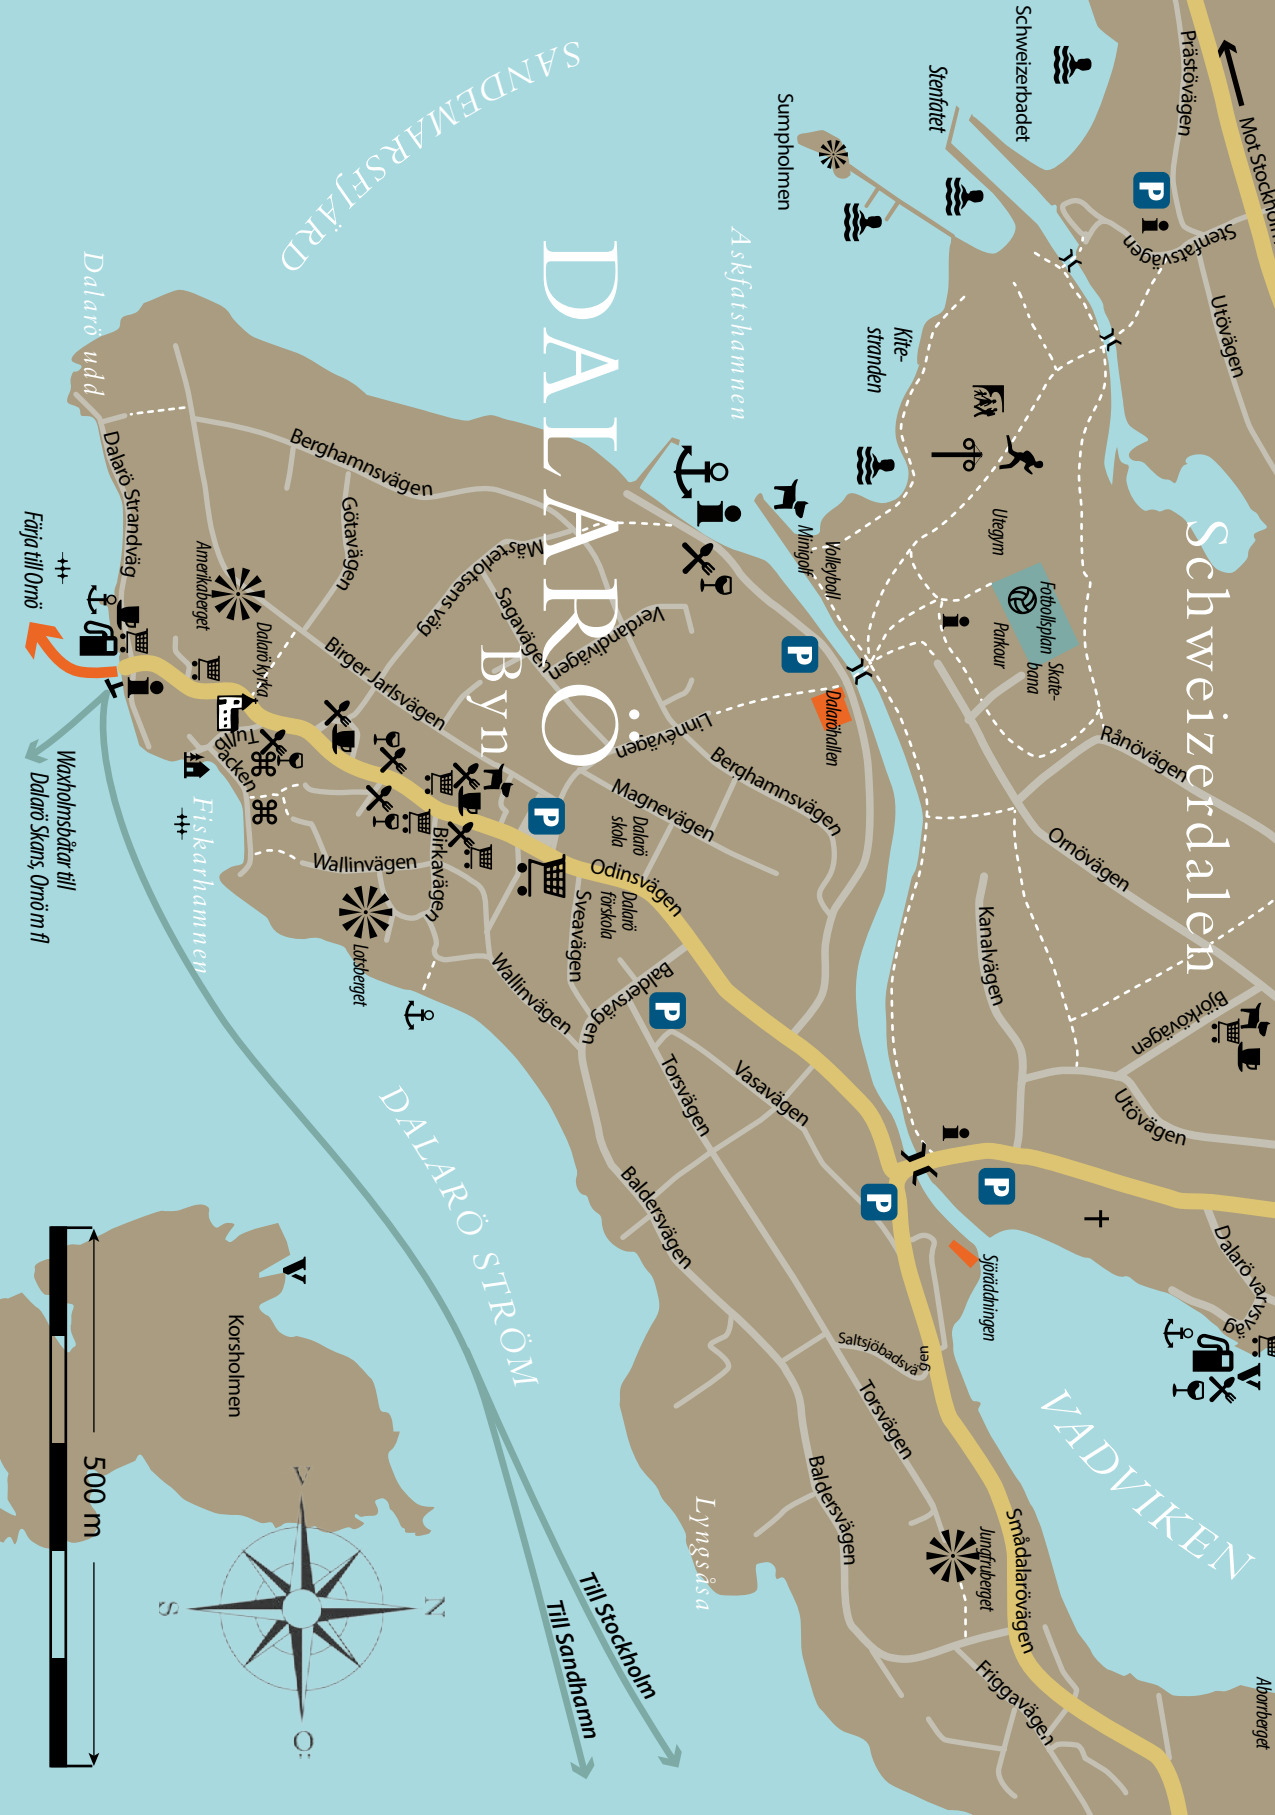 Mot Stockholm
Prästövägen
Schweizerbadet
Stenfatet
Sumpholmen
SANDEMARSFJÄRD
Askfatshamnen
Dalarö udd
P
Stenfatsvägen
Utövägen
Kite-
stranden
Utegym
Fotbollsplan
Skate-
bana
Parkour
Volleyboll
Minigolf
Schweizerdalen
DALARÖ
Byn
P
Dalaröhallen
Rånövägen
Ornövägen
Kanalvägen
Björkövägen
Utövägen
Berghamnsvägen
Götavägen
Dalarö Strandväg
Amerikaberget
Dalarö kyrka
Mästerlotsens väg
Sagavägen
Verdandivägen
Birger Jarlsvägen
Linnévägen
Berghamnsvägen
Magnevägen
Dalarö
skola
Odinsvägen
Dalarö
förskola
P
Sveavägen
Tullbacken
Fiskarhamnen
Wallinvägen
Birkavägen
Lotsberget
Wallinvägen
Baldersvägen
P
Torsvägen
Vasavägen
Färja till Ornö
Waxholmsbåtar till
Dalarö Skans, Ornö m fl
DALARÖ STRÖM
Baldersvägen
P
P
Sjöräddningen
Dalarö varvsväg
V
VADVIKEN
Saltsjöbadsvägen
Torsvägen
Baldersvägen
Smådalarövägen
Jungfruberget
Friggavägen
Aborrberget
Lyngsåsa
V
Korsholmen
500 m
Till Stockholm
Till Sandhamn
N
V
S
Ö